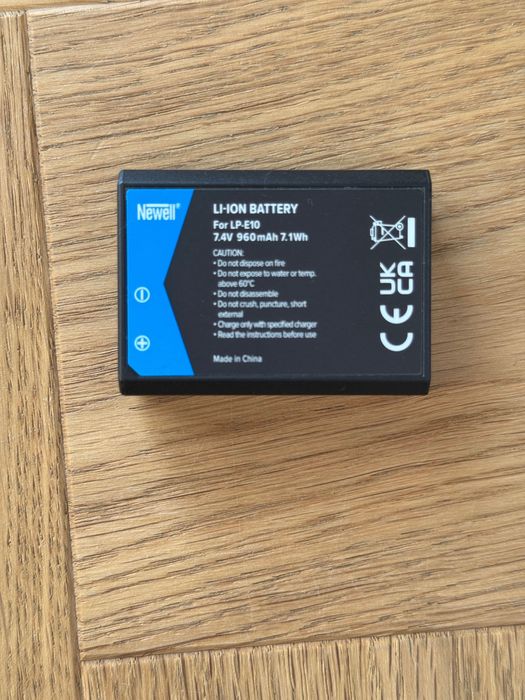 Newell®
LI-ION BATTERY
For LP-E10
7.4V 960mAh 7.1Wh
CAUTION:
• Do not dispose on fire
• Do not expose to water or temp.
above 60°C
• Do not disassemble
• Do not crush, puncture, short
external
• Charge only with specified charger
• Read the instructions before use
Made in China
CE
UK
CA